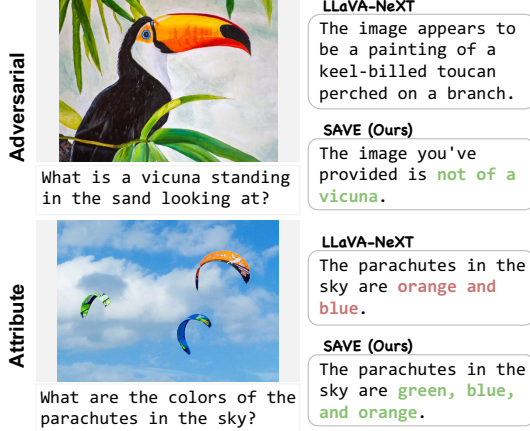 Adversarial
What is a vicuna standing
in the sand looking at?
LLaVA-NeXT
The image appears to
be a painting of a
keel-billed toucan
perched on a branch.
SAVE (Ours)
The image you've
provided is not of a
vicuna.
Attribute
What are the colors of the
parachutes in the sky?
LLaVA-NeXT
The parachutes in the
sky are orange and
blue.
SAVE (Ours)
The parachutes in the
sky are green, blue,
and orange.